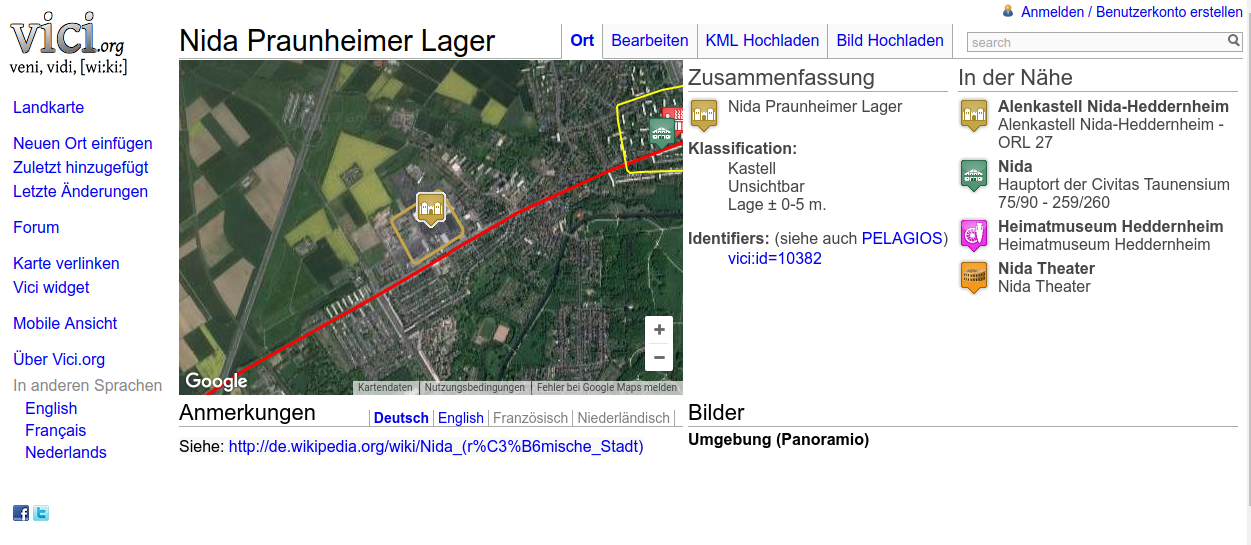 Anmelden / Benutzerkonto erstellen
vici.org
veni, vidi, [wi:ki:]
Nida Praunheimer Lager
Ort
Bearbeiten
KML Hochladen
Bild Hochladen
search
Landkarte
Neuen Ort einfügen
Zuletzt hinzugefügt
Letzte Änderungen
Forum
Karte verlinken
Vici widget
Mobile Ansicht
Über Vici.org
In anderen Sprachen
English
Français
Nederlands
Google
Kartendaten
Nutzungsbedingungen
Fehler bei Google Maps melden
Zusammenfassung
Nida Praunheimer Lager
Klassification:
Kastell
Unsichtbar
Lage ± 0-5 m.
Identifiers: (siehe auch PELAGIOS)
vici:id=10382
In der Nähe
Alenkastell Nida-Heddernheim
Alenkastell Nida-Heddernheim -
ORL 27
Nida
Hauptort der Civitas Taunensium
75/90 - 259/260
Heimatmuseum Heddernheim
Heimatmuseum Heddernheim
Nida Theater
Nida Theater
Anmerkungen
Deutsch
English
Französisch
Niederländisch
Siehe: http://de.wikipedia.org/wiki/Nida_(r%C3%B6mische_Stadt)
Bilder
Umgebung (Panoramio)